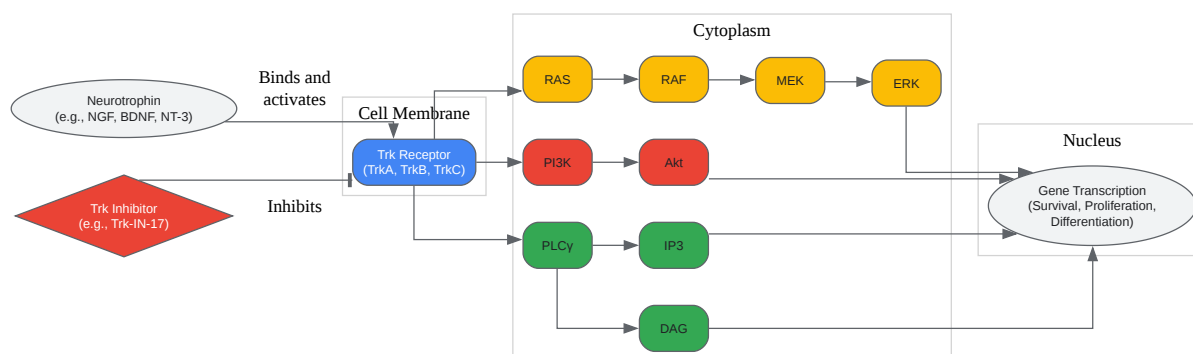 Cytoplasm
RAS
RAF
MEK
ERK
Binds and
activates
Neurotrophin
(e.g., NGF, BDNF, NT-3)
Cell Membrane
Trk Receptor
(TrkA, TrkB, TrkC)
PI3K
Akt
Nucleus
Gene Transcription
(Survival, Proliferation,
Differentiation)
Trk Inhibitor
(e.g., Trk-IN-17)
Inhibits
PLCγ
IP3
DAG